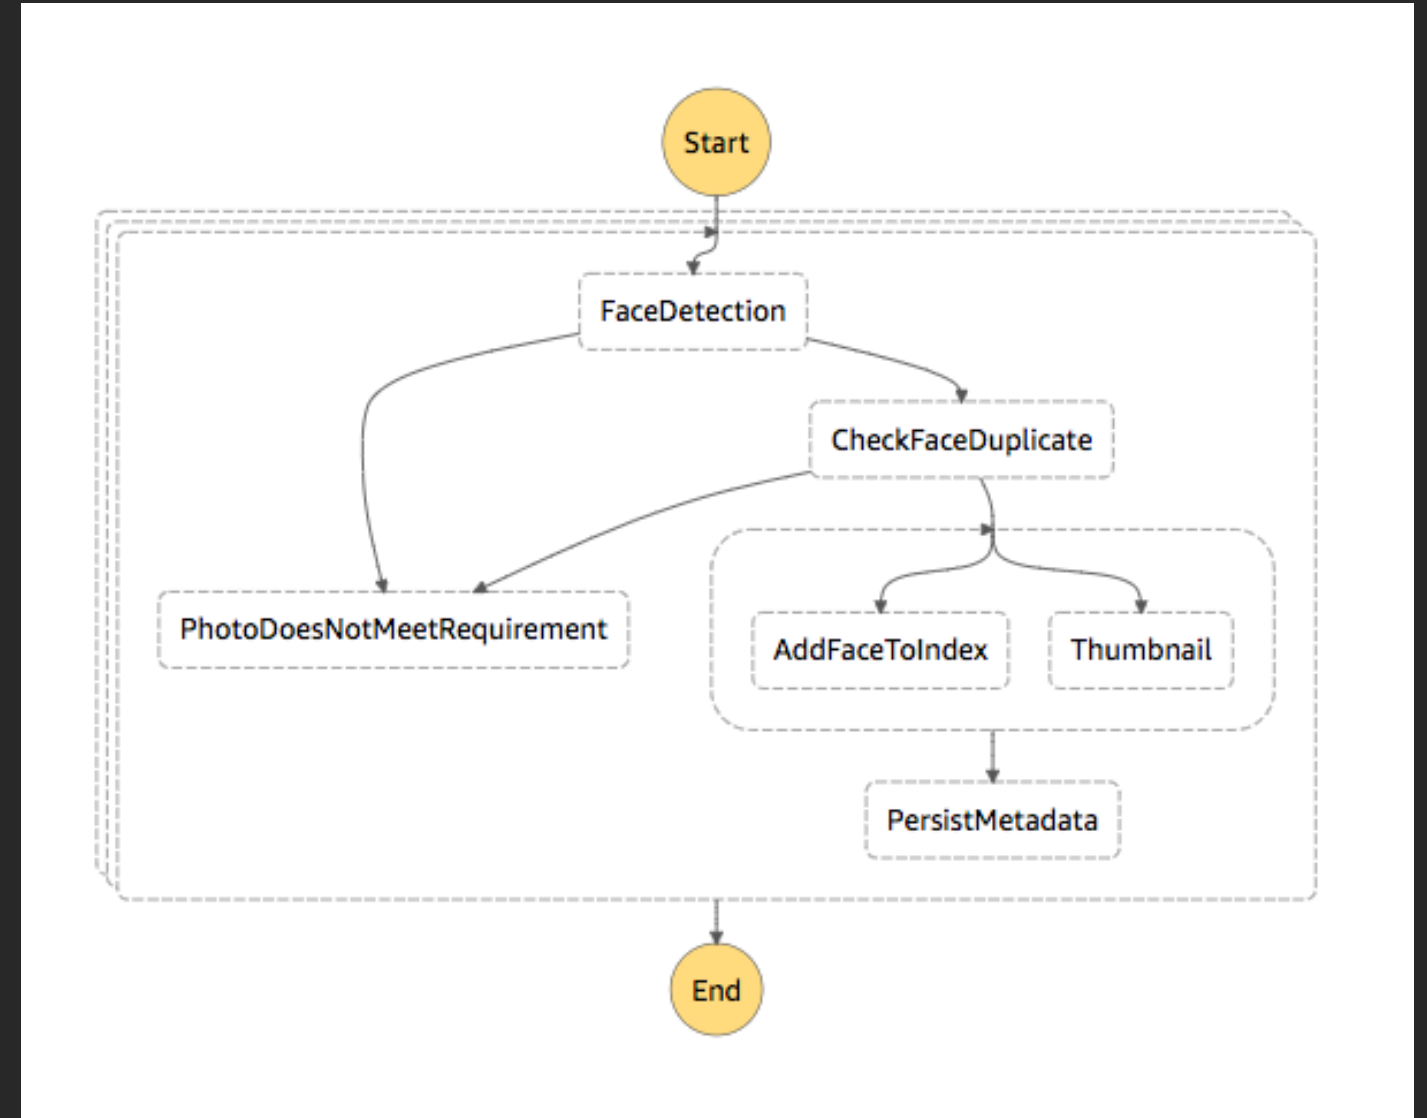 Start
FaceDetection
CheckFaceDuplicate
PhotoDoesNotMeetRequirement
AddFaceToIndex
Thumbnail
PersistMetadata
End